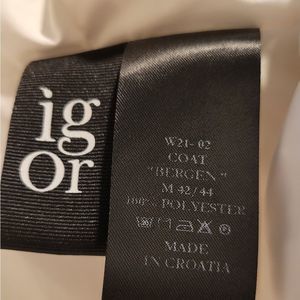 ig
or
W21-02
COAT
"BERGEN"
M 42/44
100% POLYESTER
MADE
IN CROATIA